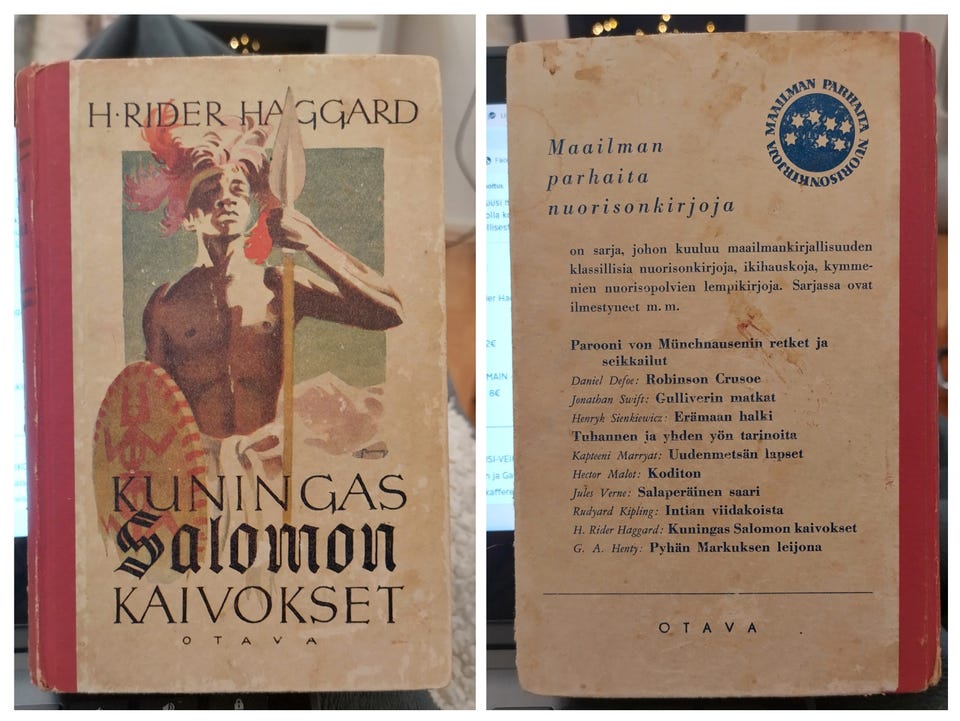 H·RIDER HAGGARD
KUNINGAS
Salomon
KAIVOKSET
OTAVA
MAAILMAN PARHAITA NUORISONKIRJOJA
Maailman
parhaita
nuorisonkirjoja
on sarja, johon kuuluu maailmankirjallisuuden
klassillisia nuorisonkirjoja, ikihauskoja, kymme-
nien nuorisopolvien lempikirjoja. Sarjassa ovat
ilmestyneet m. m.
Parooni von Münchnausenin retket ja
seikkailut
Daniel Defoe: Robinson Crusoe
Jonathan Swift: Gulliverin matkat
Henryk Sienkiewicz: Erämaan halki
Tuhannen ja yhden yön tarinoita
Kapteeni Marryat: Uudenmetsän lapset
Hector Malot: Koditon
Jules Verne: Salaperäinen saari
Rudyard Kipling: Intian viidakoista
H. Rider Haggard: Kuningas Salomon kaivokset
G. A. Henty: Pyhän Markuksen leijona
OTAVA